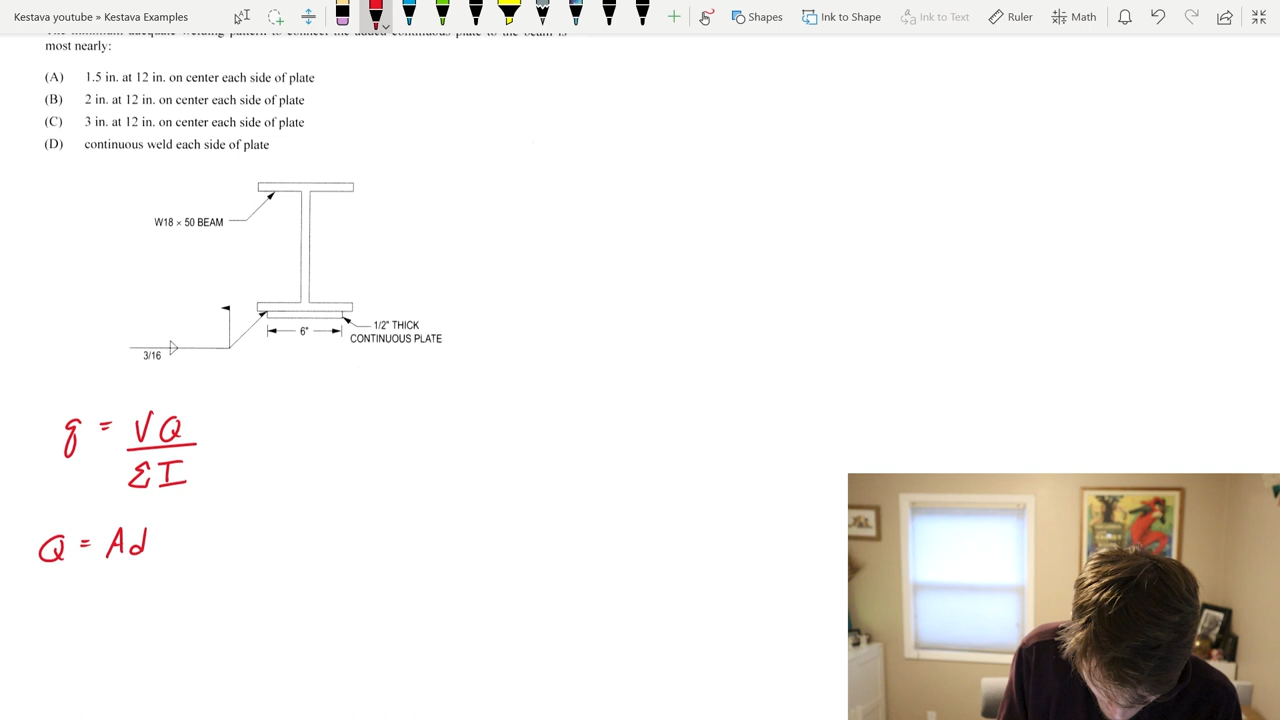 Kestava youtube » Kestava Examples
Shapes
Ink to Shape
Ink to Text
Ruler
Math
most nearly:
(A) 1.5 in. at 12 in. on center each side of plate
(B) 2 in. at 12 in. on center each side of plate
(C) 3 in. at 12 in. on center each side of plate
(D) continuous weld each side of plate
W18 × 50 BEAM
1/2" THICK
CONTINUOUS PLATE
6"
3/16
q = VQ
ΣI
Q = Ad